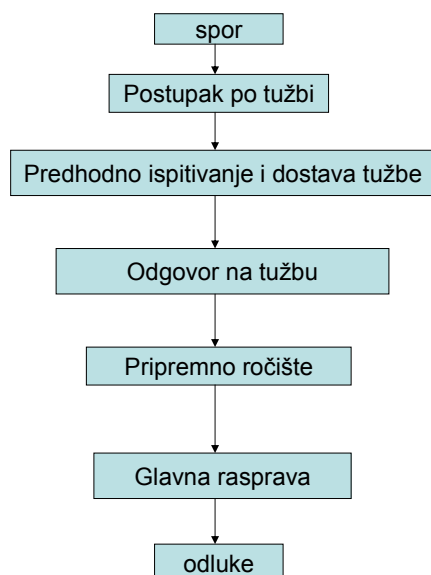 spor
Postupak po tužbi
Predhodno ispitivanje i dostava tužbe
Odgovor na tužbu
Pripremno ročište
Glavna rasprava
odluke